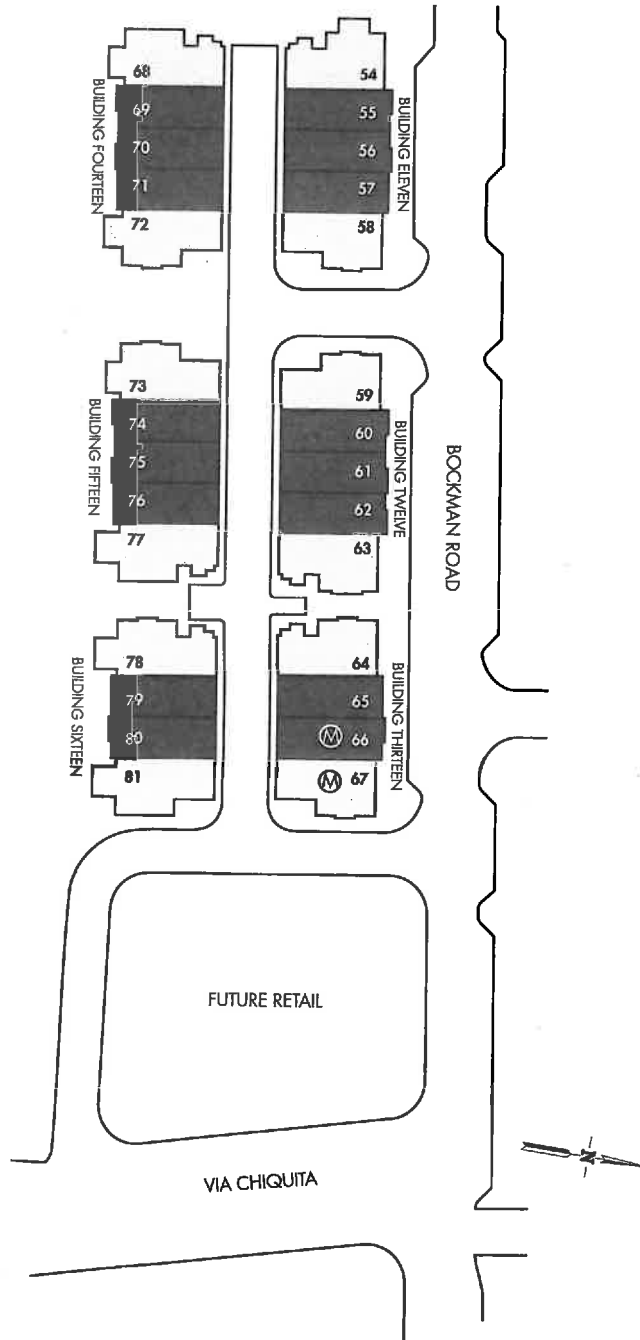 68
69
70
71
72
BUILDING FOURTEEN
54
55
56
57
58
BUILDING ELEVEN
73
74
75
76
77
BUILDING FIFTEEN
59
60
61
62
63
BUILDING TWELVE
BOCKMAN ROAD
78
79
80
81
BUILDING SIXTEEN
64
65
M 66
M 67
BUILDING THIRTEEN
FUTURE RETAIL
VIA CHIQUITA
N